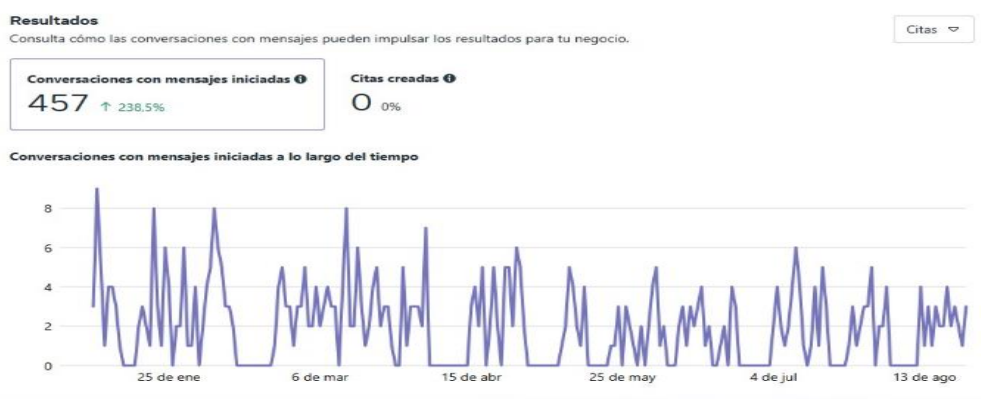 Resultados
Consulta cómo las conversaciones con mensajes pueden impulsar los resultados para tu negocio.
Citas
Conversaciones con mensajes iniciadas
457 ↑ 238,5%
Citas creadas
0 0%
Conversaciones con mensajes iniciadas a lo largo del tiempo
8
6
4
2
0
25 de ene 6 de mar 15 de abr 25 de may 4 de jul 13 de ago